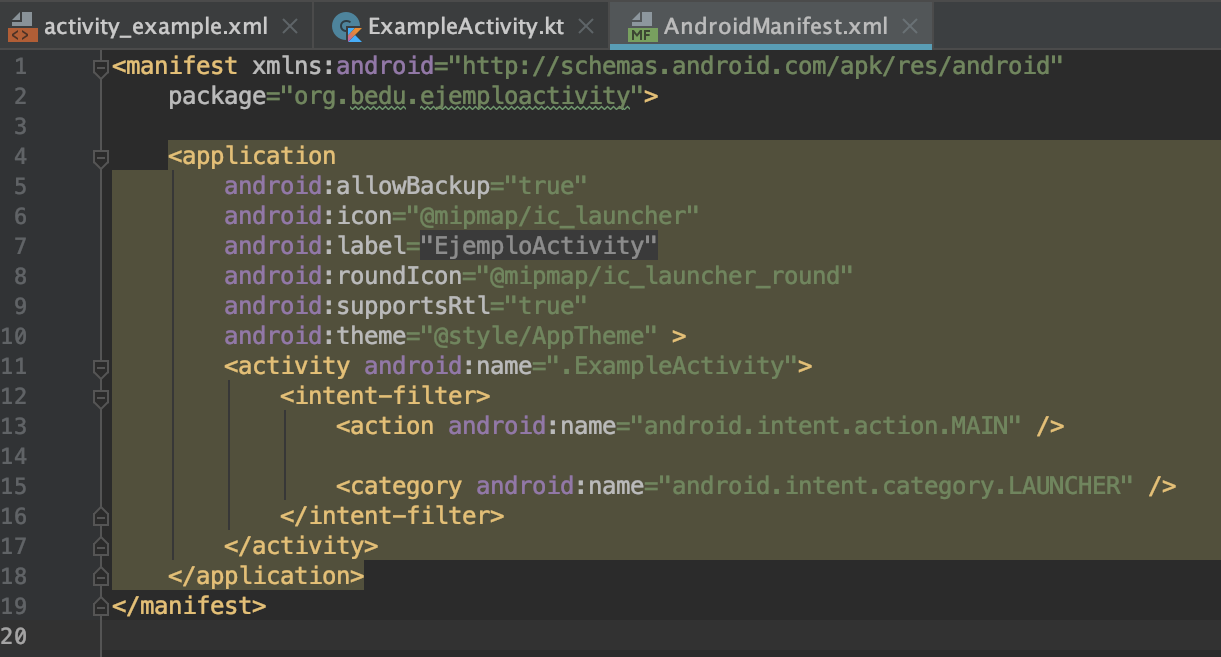 activity_example.xml ExampleActivity.kt AndroidManifest.xml
1 <manifest xmlns:android="http://schemas.android.com/apk/res/android"
2     package="org.bedu.ejemploactivity">
3
4     <application
5         android:allowBackup="true"
6         android:icon="@mipmap/ic_launcher"
7         android:label="EjemploActivity"
8         android:roundIcon="@mipmap/ic_launcher_round"
9         android:supportsRtl="true"
10         android:theme="@style/AppTheme" >
11         <activity android:name=".ExampleActivity">
12             <intent-filter>
13                 <action android:name="android.intent.action.MAIN" />
14
15                 <category android:name="android.intent.category.LAUNCHER" />
16             </intent-filter>
17         </activity>
18     </application>
19 </manifest>
20